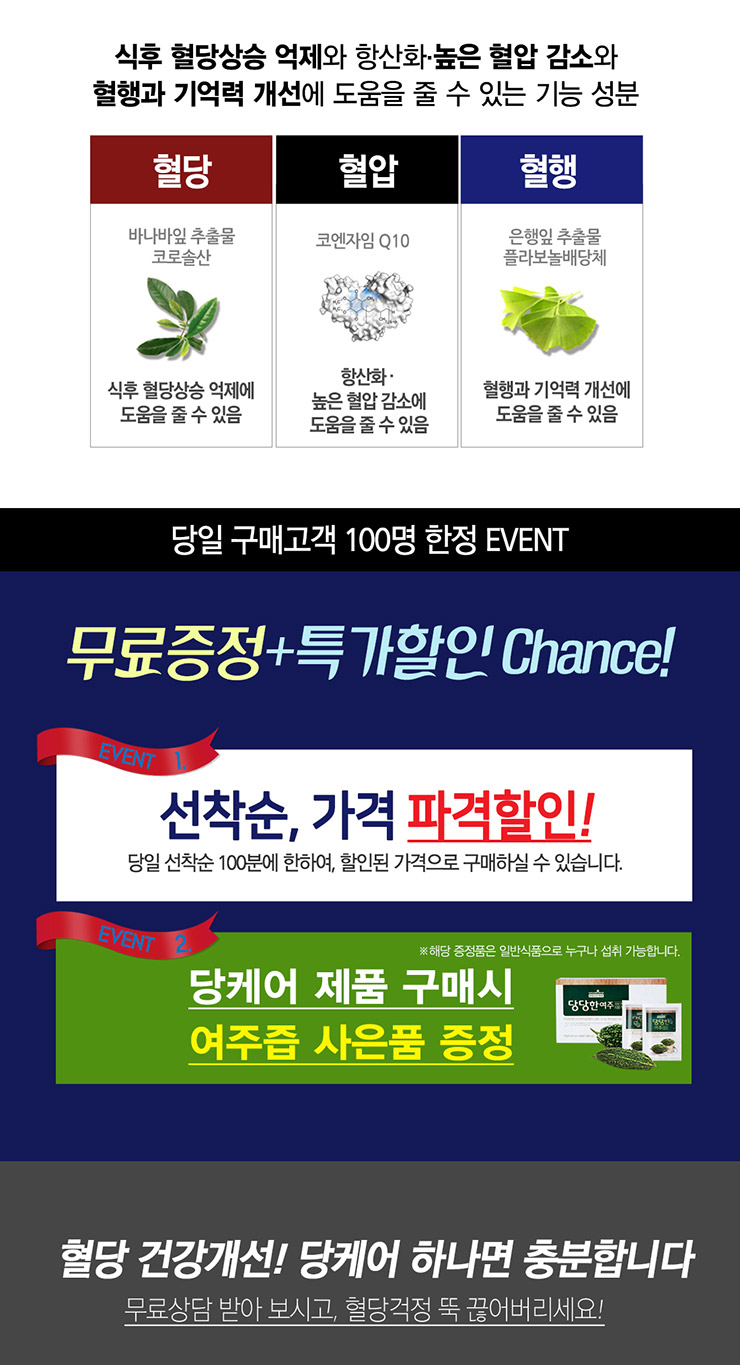 식후 혈당상승 억제와 항산화·높은 혈압 감소와
혈행과 기억력 개선에 도움을 줄 수 있는 기능 성분
혈당
바나바잎 추출물
코로솔산
식후 혈당상승 억제에
도움을 줄 수 있음
혈압
코엔자임 Q10
항산화·
높은 혈압 감소에
도움을 줄 수 있음
혈행
은행잎 추출물
플라보놀배당체
혈행과 기억력 개선에
도움을 줄 수 있음
당일 구매고객 100명 한정 EVENT
무료증정+특가할인 Chance!
EVENT 1.
선착순, 가격 파격할인!
당일 선착순 100분에 한하여, 할인된 가격으로 구매하실 수 있습니다.
EVENT 2.
※해당 증정품은 일반식품으로 누구나 섭취 가능합니다.
당케어 제품 구매시
여주즙 사은품 증정
당당한여주
혈당 건강개선! 당케어 하나면 충분합니다
무료상담 받아 보시고, 혈당걱정 뚝 끊어버리세요!